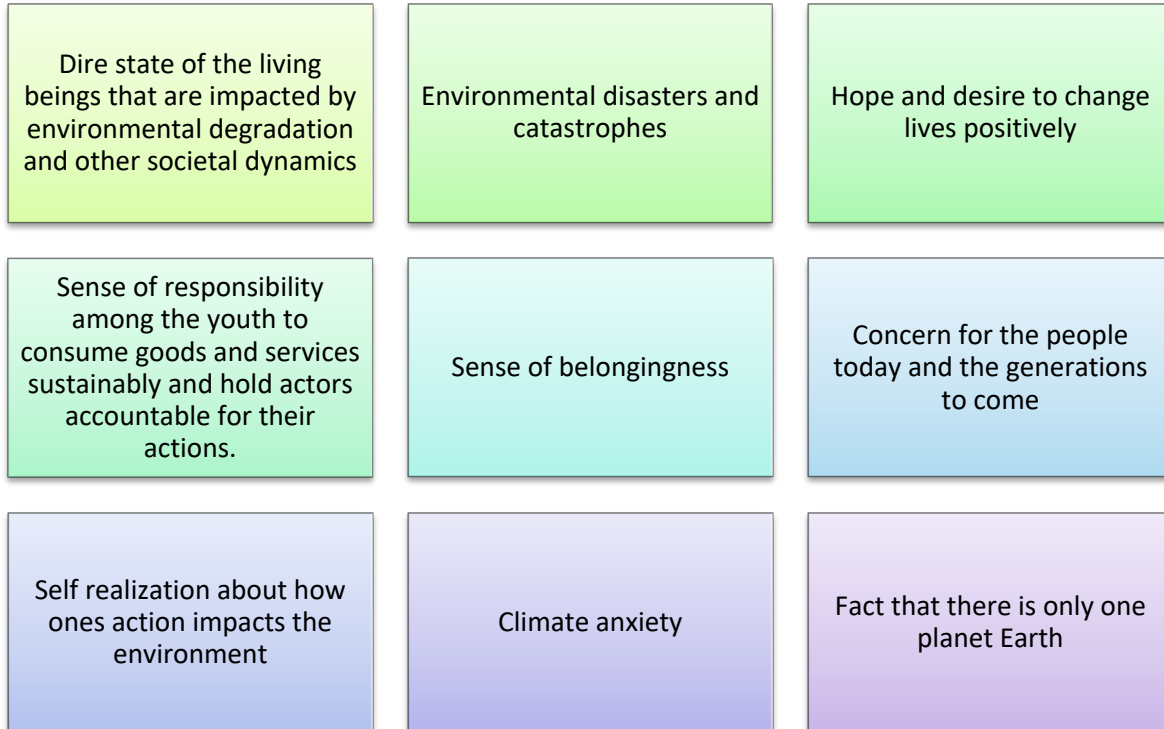 Dire state of the living
beings that are impacted by
environmental degradation
and other societal dynamics
Environmental disasters and
catastrophes
Hope and desire to change
lives positively
Sense of responsibility
among the youth to
consume goods and services
sustainably and hold actors
accountable for their
actions.
Sense of belongingness
Concern for the people
today and the generations
to come
Self realization about how
ones action impacts the
environment
Climate anxiety
Fact that there is only one
planet Earth